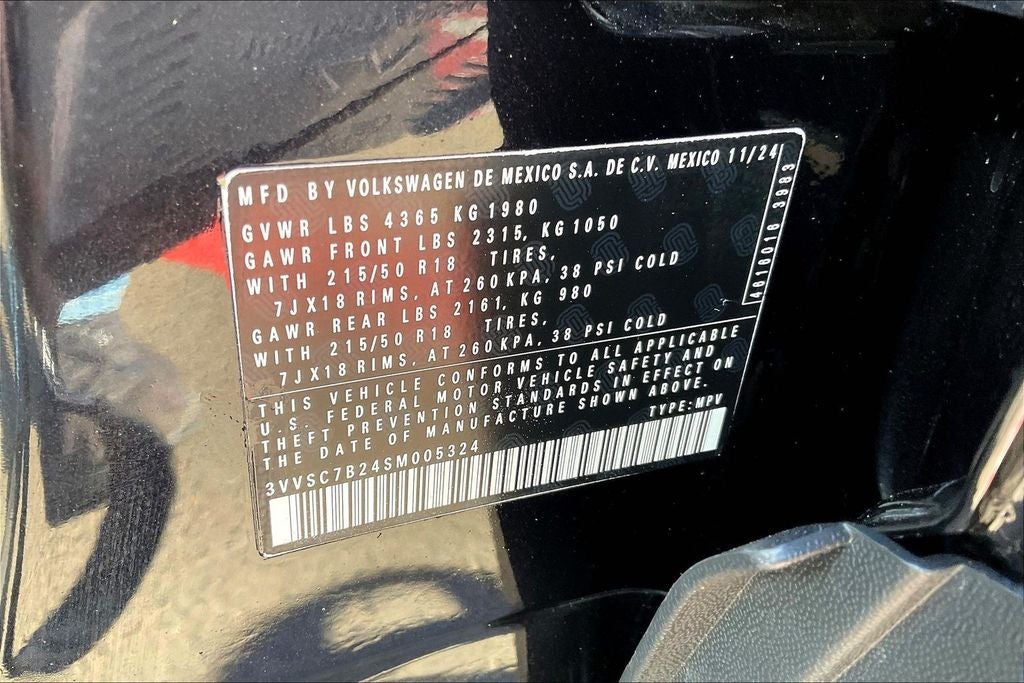 MFD BY VOLKSWAGEN DE MEXICO S.A. DE C.V. MEXICO 11/24
GVWR LBS 4365 KG 1980
GAWR FRONT LBS 2315, KG 1050
WITH 215/50 R18 TIRES,
7JX18 RIMS, AT 260 KPA, 38 PSI COLD
GAWR REAR LBS 2161, KG 980
WITH 215/50 R18 TIRES,
7JX18 RIMS, AT 260 KPA, 38 PSI COLD
4616018 3983
THIS VEHICLE CONFORMS TO ALL APPLICABLE
U.S. FEDERAL MOTOR VEHICLE SAFETY AND
THEFT PREVENTION STANDARDS IN EFFECT ON
THE DATE OF MANUFACTURE SHOWN ABOVE.
TYPE: MPV
3VVSC7B24SM005324